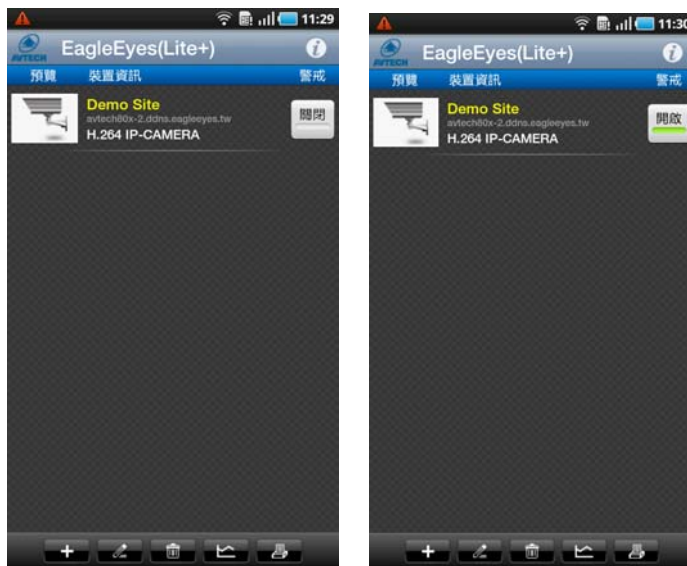 11:29
AVTECH
EagleEyes(Lite+)
預覽 裝置資訊 警戒
Demo Site
avtech80x-2.ddns.eagleeyes.tw
H.264 IP-CAMERA
關閉
11:30
AVTECH
EagleEyes(Lite+)
預覽 裝置資訊 警戒
Demo Site
avtech80x-2.ddns.eagleeyes.tw
H.264 IP-CAMERA
開啟